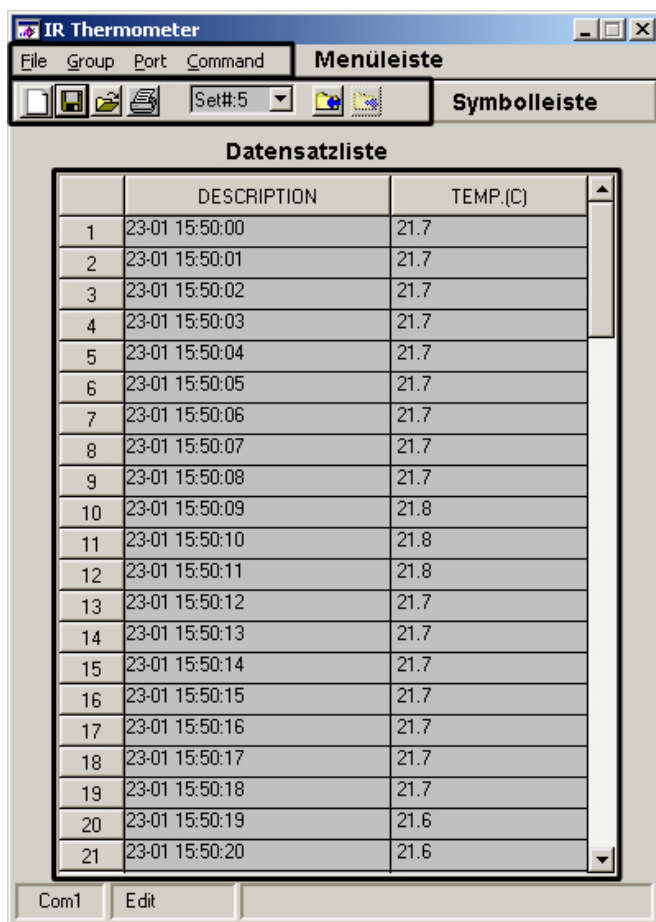 IR Thermometer
File Group Port Command Menüleiste
Set#:5 Symbolleiste
Datensatzliste
DESCRIPTION TEMP.(C)
1 23-01 15:50:00 21.7
2 23-01 15:50:01 21.7
3 23-01 15:50:02 21.7
4 23-01 15:50:03 21.7
5 23-01 15:50:04 21.7
6 23-01 15:50:05 21.7
7 23-01 15:50:06 21.7
8 23-01 15:50:07 21.7
9 23-01 15:50:08 21.7
10 23-01 15:50:09 21.8
11 23-01 15:50:10 21.8
12 23-01 15:50:11 21.8
13 23-01 15:50:12 21.7
14 23-01 15:50:13 21.7
15 23-01 15:50:14 21.7
16 23-01 15:50:15 21.7
17 23-01 15:50:16 21.7
18 23-01 15:50:17 21.7
19 23-01 15:50:18 21.7
20 23-01 15:50:19 21.6
21 23-01 15:50:20 21.6
Com1 Edit